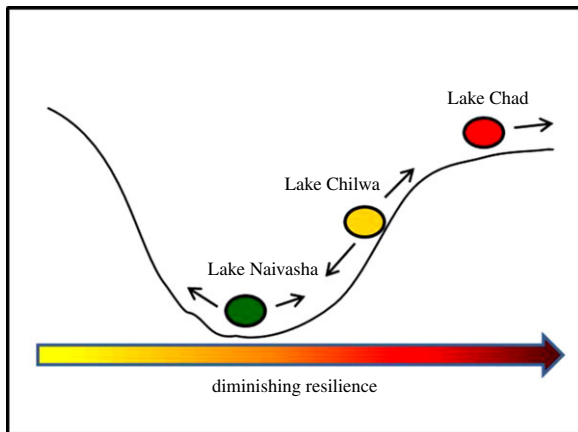 Lake Chad
Lake Chilwa
Lake Naivasha
diminishing resilience